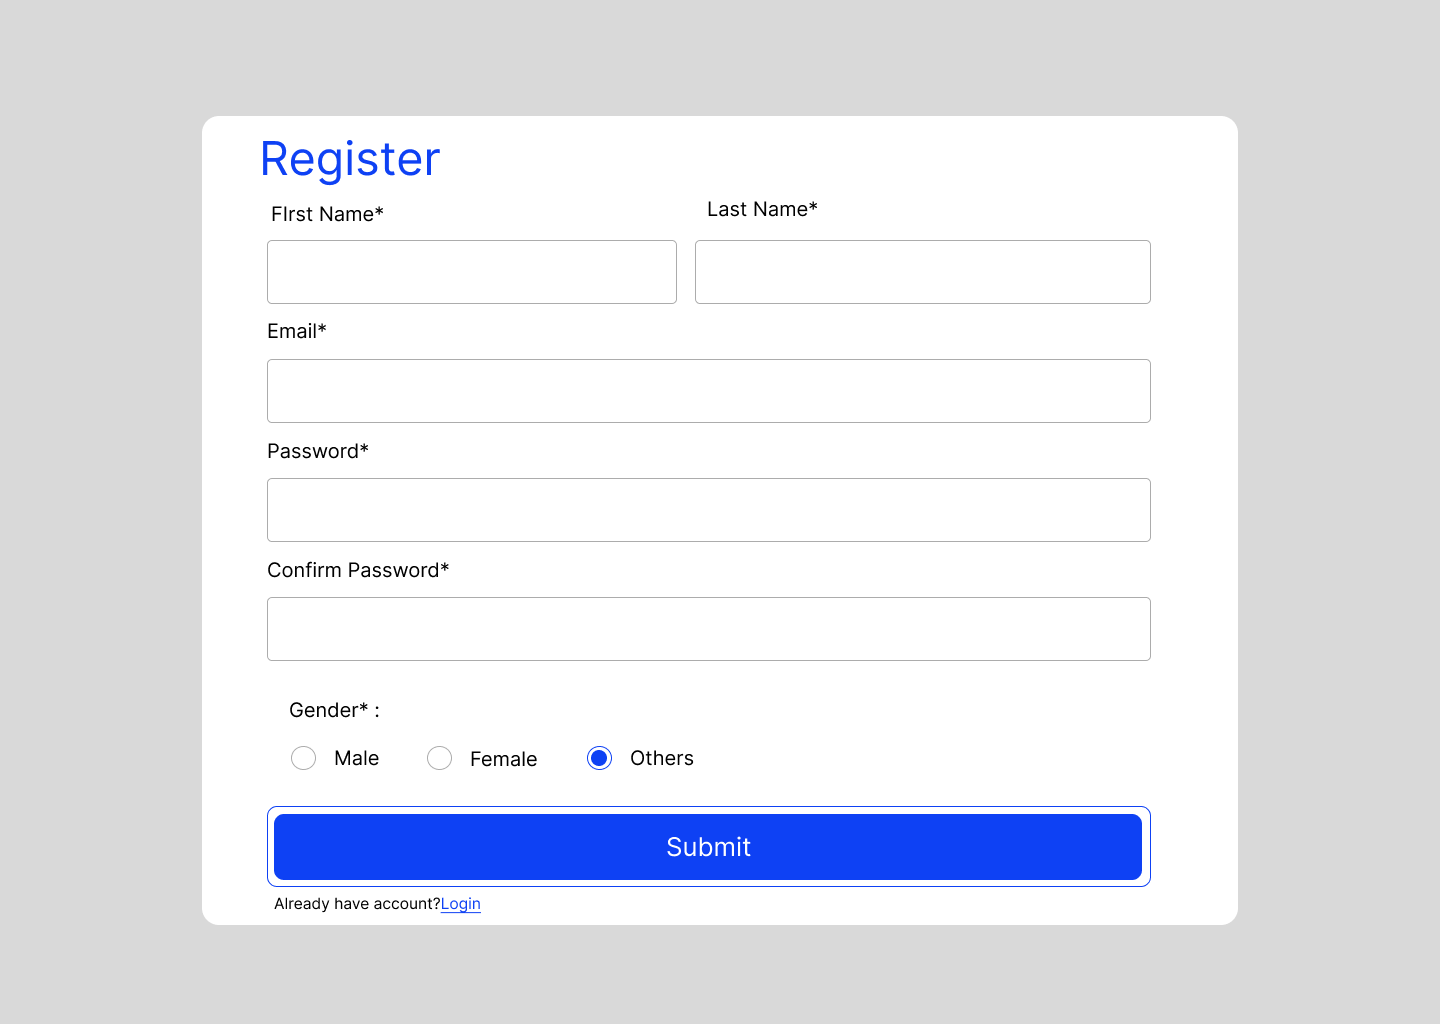 Register
FIrst Name*
Last Name*
Email*
Password*
Confirm Password*
Gender* :
Male Female Others
Submit
Already have account?Login